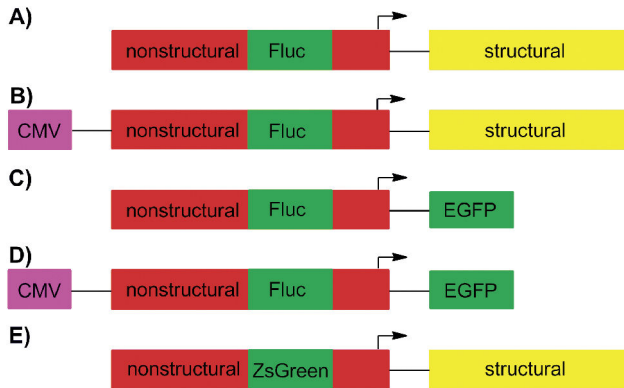 A)
nonstructural Fluc structural
B)
CMV nonstructural Fluc structural
C)
nonstructural Fluc EGFP
D)
CMV nonstructural Fluc EGFP
E)
nonstructural ZsGreen structural